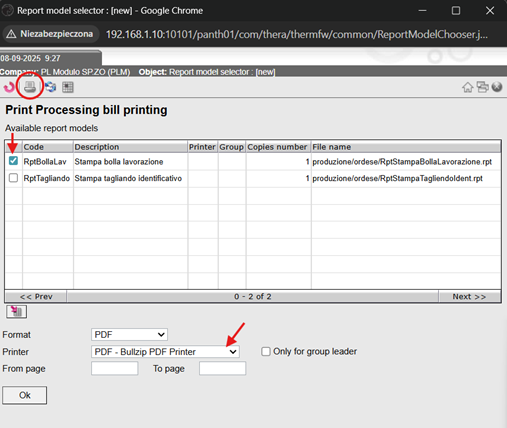 Report model selector : [new] - Google Chrome
Niezabezpieczona 192.168.1.10:10101/panth01/com/thera/thermfw/common/ReportModelChooser.j...
08-09-2025 9:27
Company: PL Modulo SP.ZO (PLM) Object: Report model selector : [new]
Print Processing bill printing
Available report models
Code Description Printer Group Copies number File name
RptBollaLav Stampa bolla lavorazione 1 produzione/ordese/RptStampaBollaLavorazione.rpt
RptTagliando Stampa tagliando identificativo 1 produzione/ordese/RptStampaTagliendoIdent.rpt
<< Prev 0 - 2 of 2 Next >>
Format PDF
Printer PDF - Bullzip PDF Printer Only for group leader
From page To page
Ok